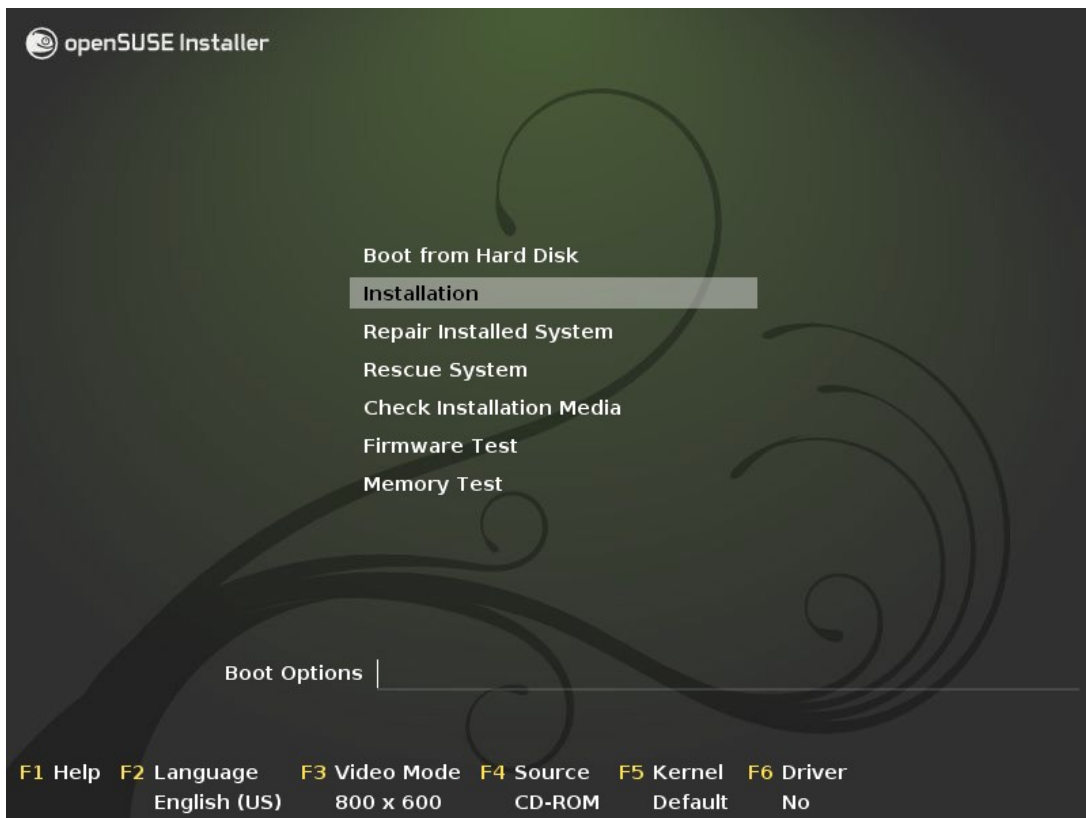 openSUSE Installer
Boot from Hard Disk
Installation
Repair Installed System
Rescue System
Check Installation Media
Firmware Test
Memory Test
Boot Options
F1 Help F2 Language F3 Video Mode F4 Source F5 Kernel F6 Driver
English (US) 800 x 600 CD-ROM Default No